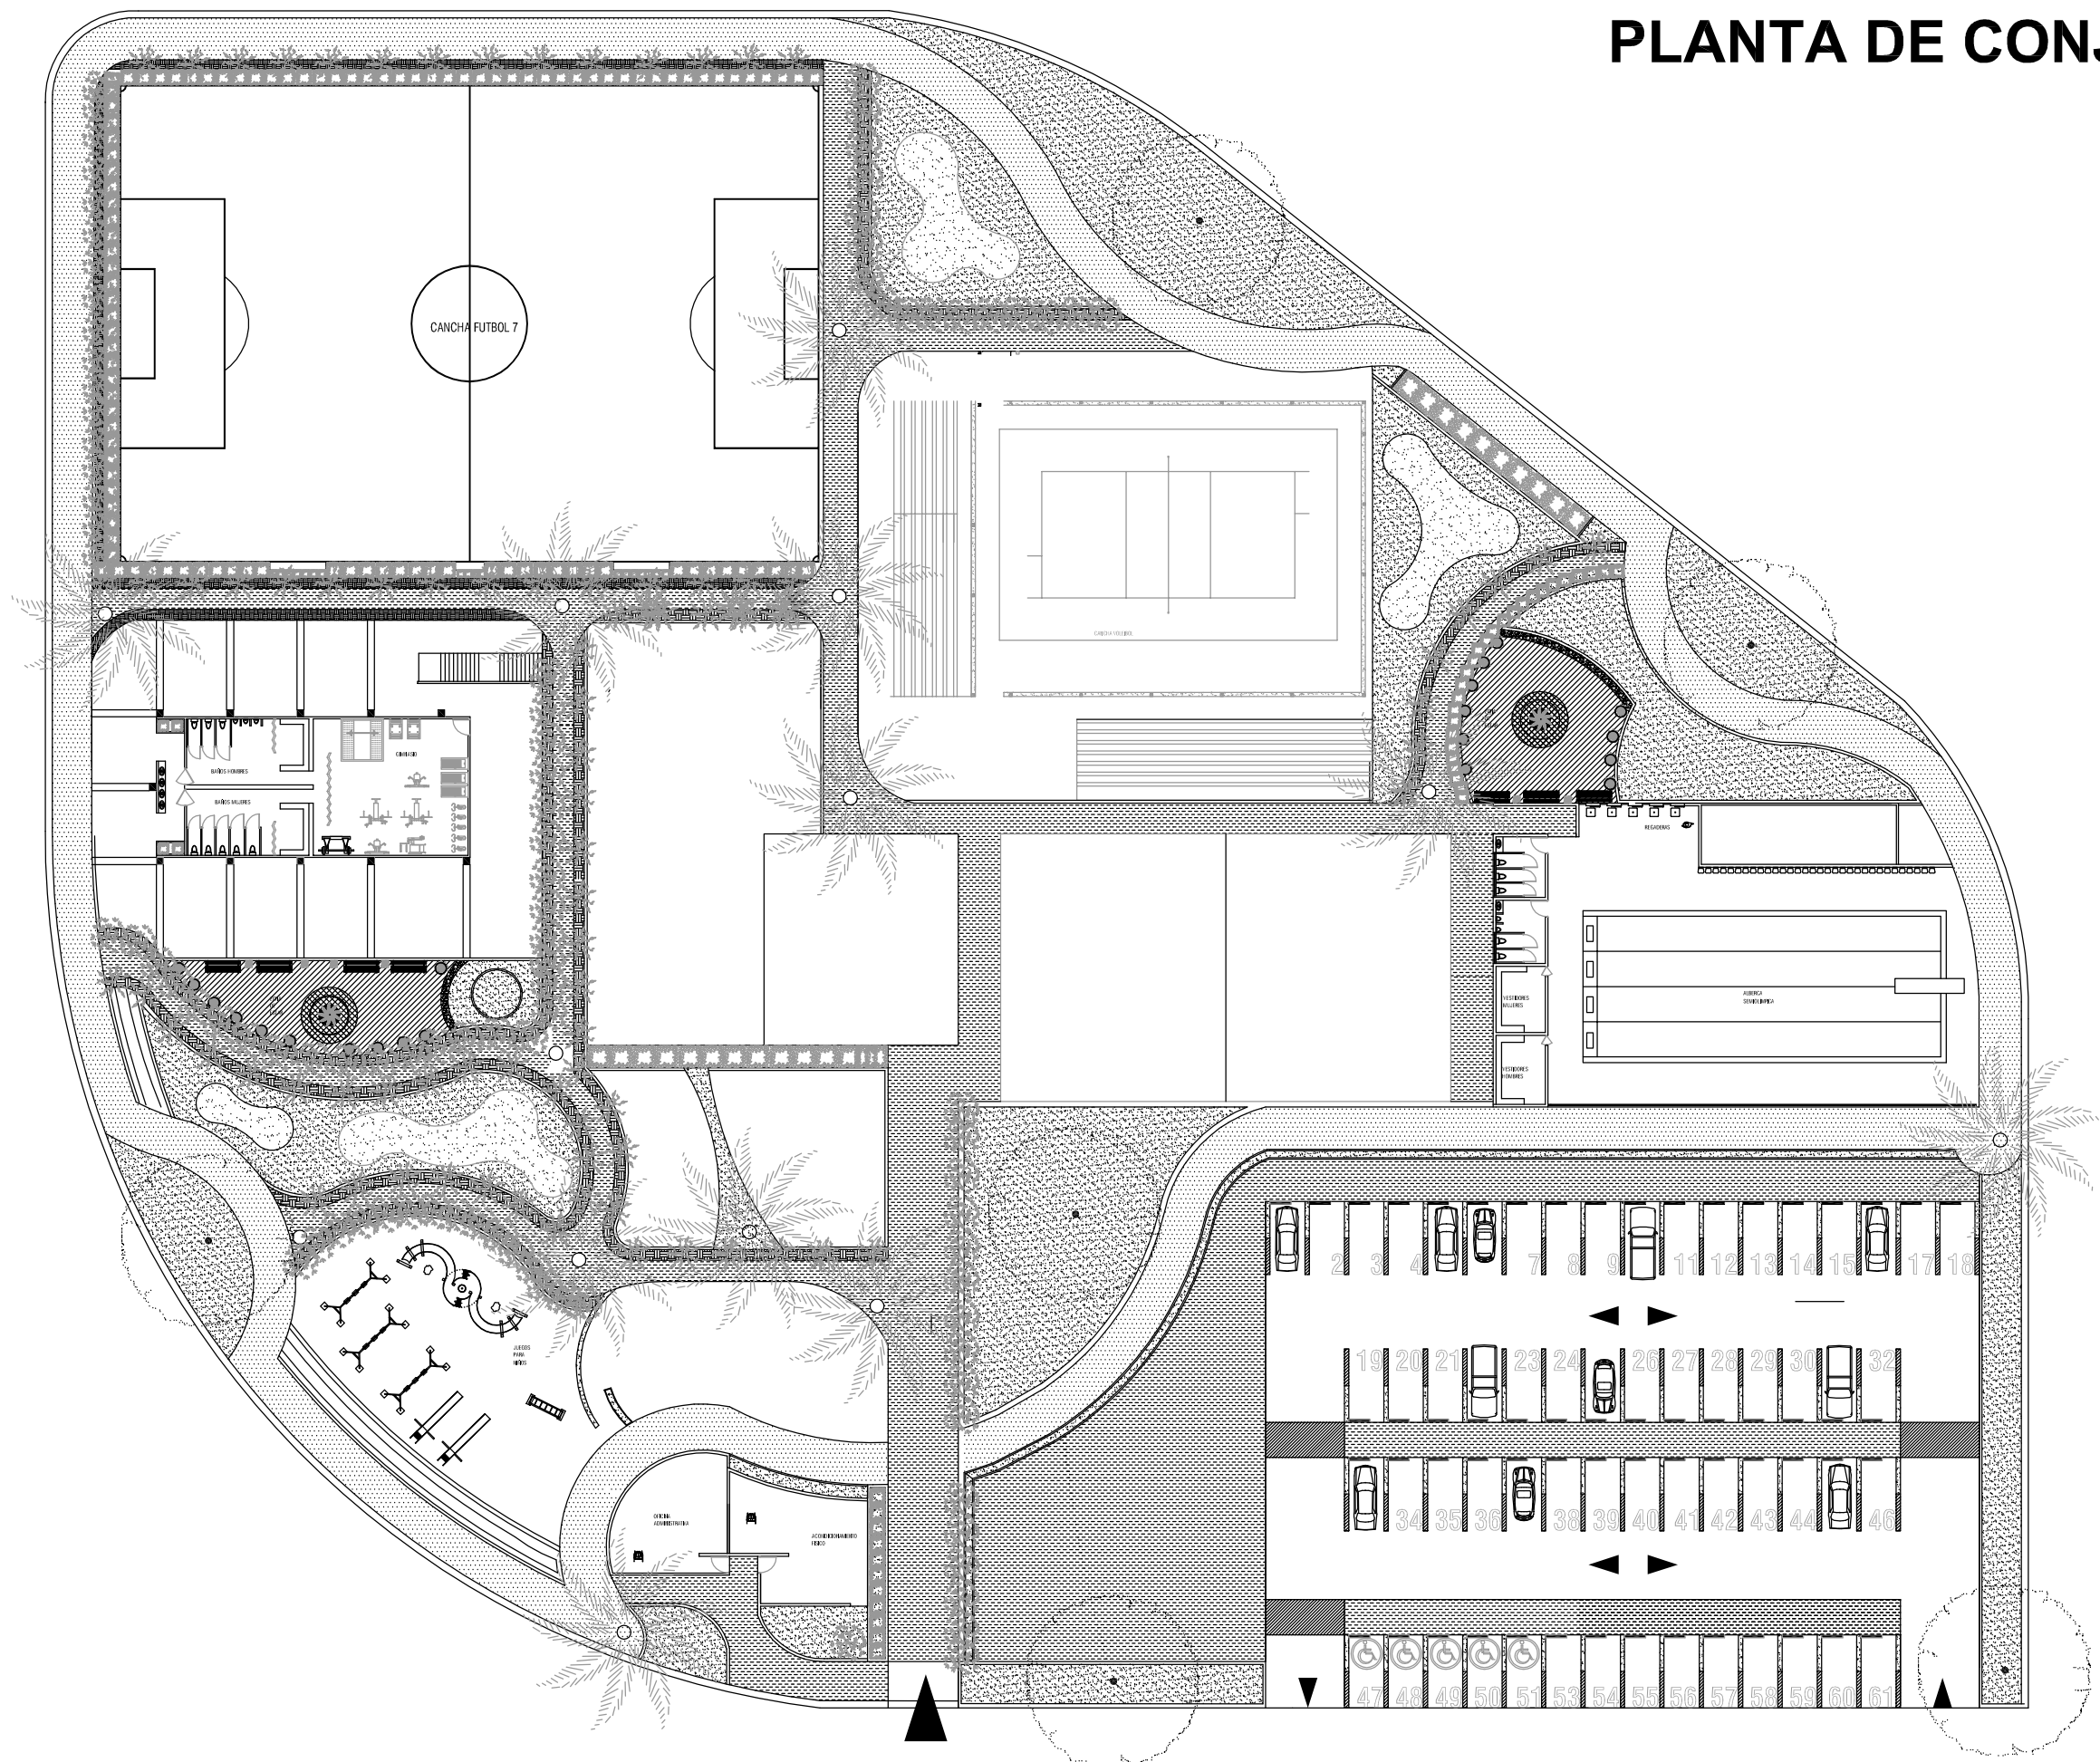 PLANTA DE CONJ
CANCHA FUTBOL 7
CANCHA VOLEIBOL
GIMNASIO
BAÑOS HOMBRES
BAÑOS MUJERES
REGADERAS
VESTIDORES
MUJERES
ALBERCA
SEMIOLIMPICA
VESTIDORES
HOMBRES
JUEGOS
PARA
NIÑOS
OFICINA
ADMINISTRATIVA
ACONDICIONAMIENTO
FISICO
2 3 4 7 8 9 11 12 13 14 15 17 18
19 20 21 23 24 26 27 28 29 30 32
34 35 36 38 39 40 41 42 43 44 46
47 48 49 50 51 53 54 55 56 57 58 59 60 61